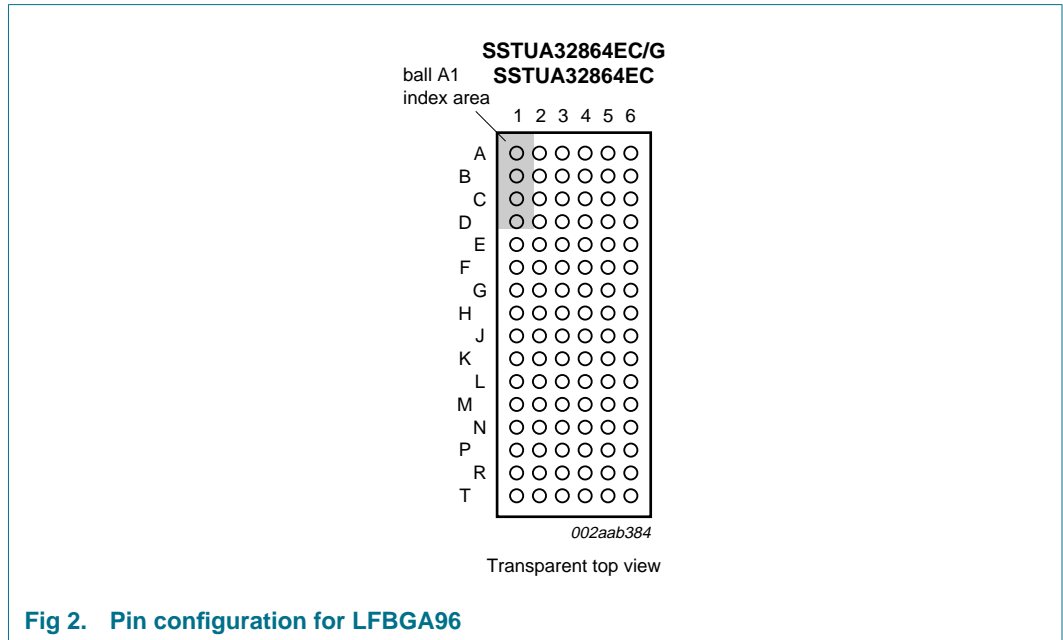 SSTUA32864EC/G
SSTUA32864EC
ball A1
index area
1 2 3 4 5 6
A
B
C
D
E
F
G
H
J
K
L
M
N
P
R
T
002aab384
Transparent top view
Fig 2. Pin configuration for LFBGA96